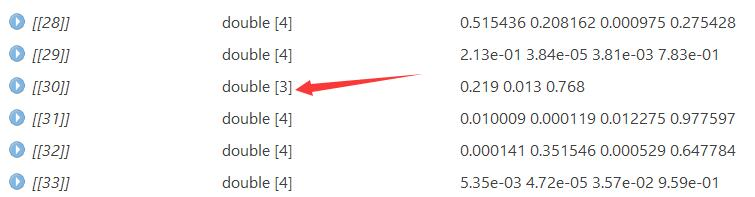 [[28]] double [4] 0.515436 0.208162 0.000975 0.275428
[[29]] double [4] 2.13e-01 3.84e-05 3.81e-03 7.83e-01
[[30]] double [3] 0.219 0.013 0.768
[[31]] double [4] 0.010009 0.000119 0.012275 0.977597
[[32]] double [4] 0.000141 0.351546 0.000529 0.647784
[[33]] double [4] 5.35e-03 4.72e-05 3.57e-02 9.59e-01